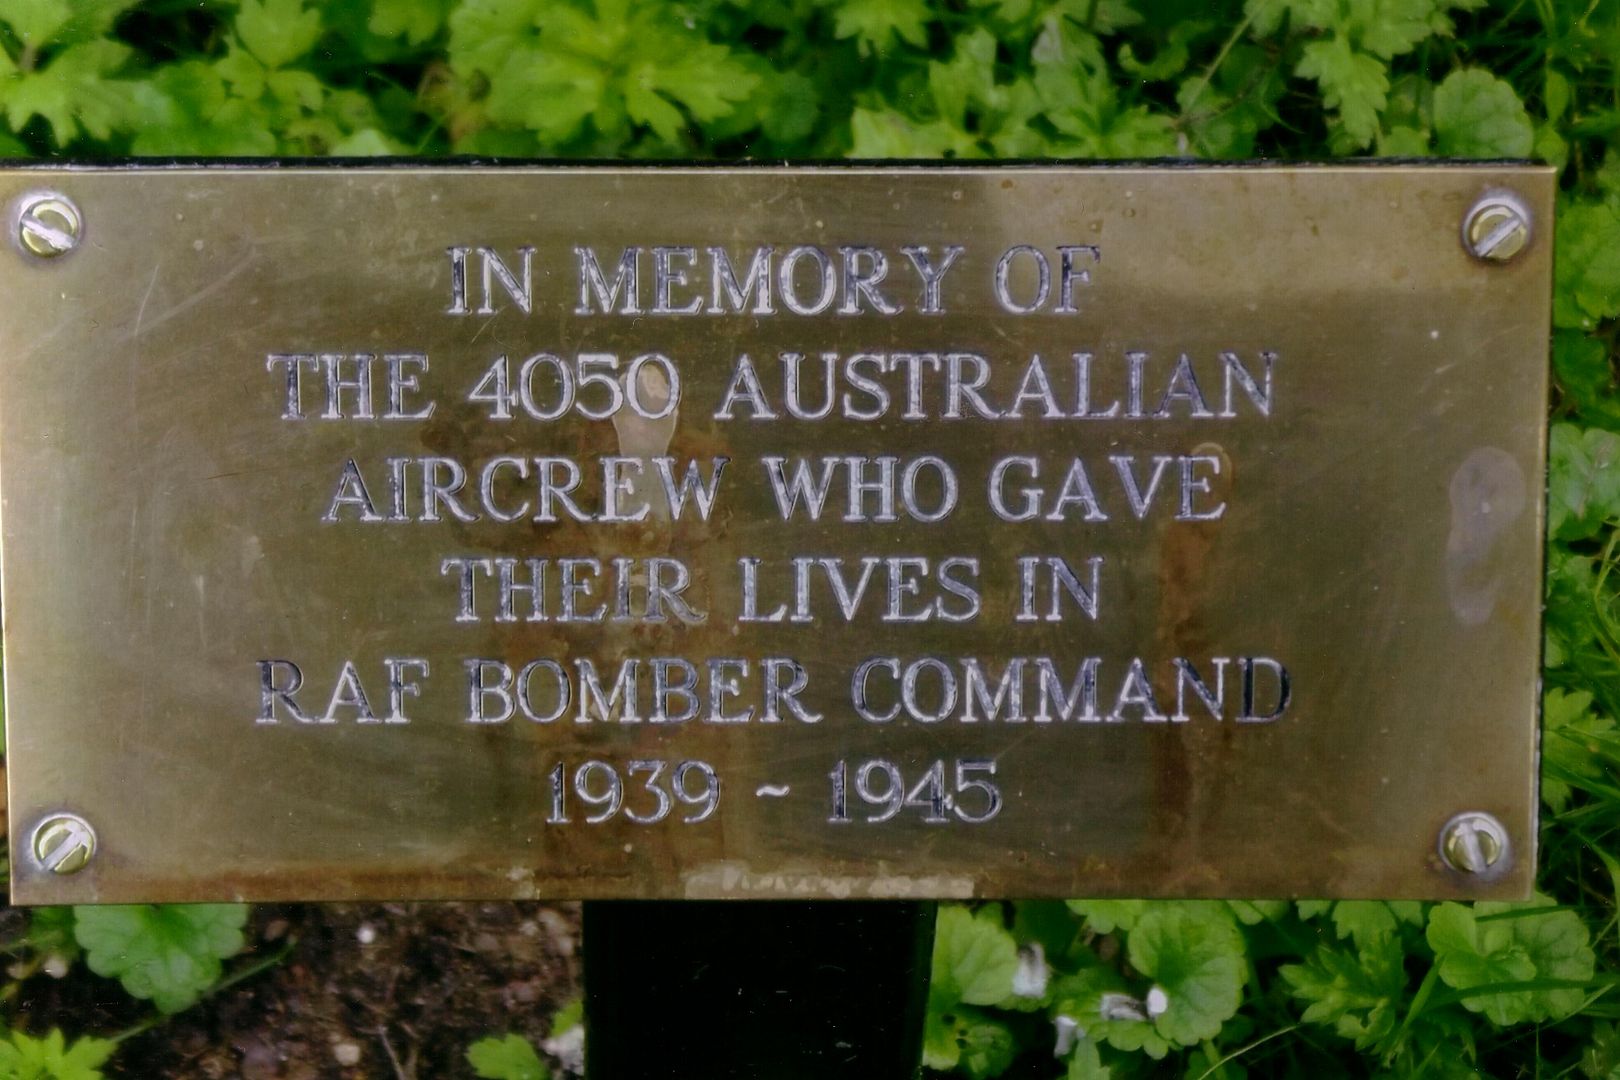 IN MEMORY OF
THE 4050 AUSTRALIAN
AIRCREW WHO GAVE
THEIR LIVES IN
RAF BOMBER COMMAND
1939 ~ 1945